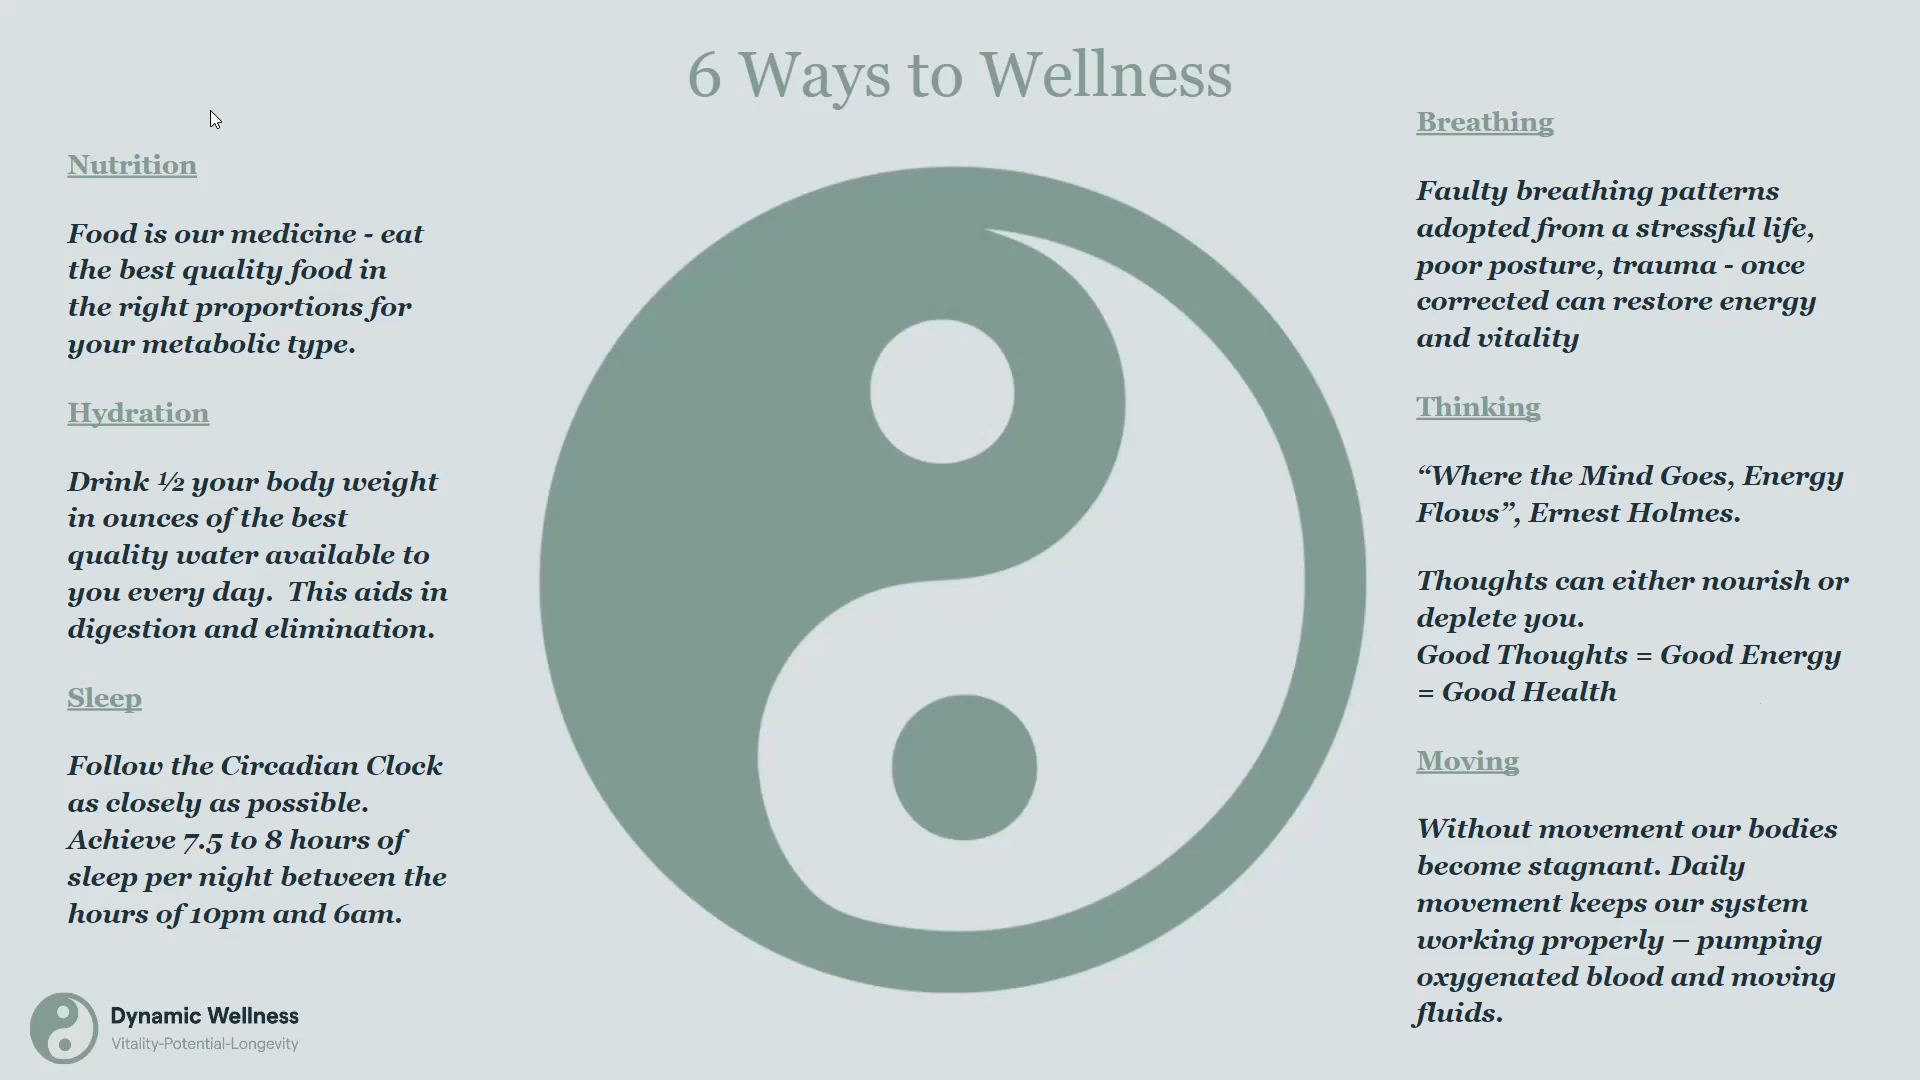 6 Ways to Wellness
Nutrition
Food is our medicine - eat
the best quality food in
the right proportions for
your metabolic type.
Hydration
Drink ½ your body weight
in ounces of the best
quality water available to
you every day.  This aids in
digestion and elimination.
Sleep
Follow the Circadian Clock
as closely as possible.
Achieve 7.5 to 8 hours of
sleep per night between the
hours of 10pm and 6am.
Breathing
Faulty breathing patterns
adopted from a stressful life,
poor posture, trauma - once
corrected can restore energy
and vitality
Thinking
“Where the Mind Goes, Energy
Flows”, Ernest Holmes.
Thoughts can either nourish or
deplete you.
Good Thoughts = Good Energy
= Good Health
Moving
Without movement our bodies
become stagnant. Daily
movement keeps our system
working properly – pumping
oxygenated blood and moving
fluids.
Dynamic Wellness
Vitality-Potential-Longevity